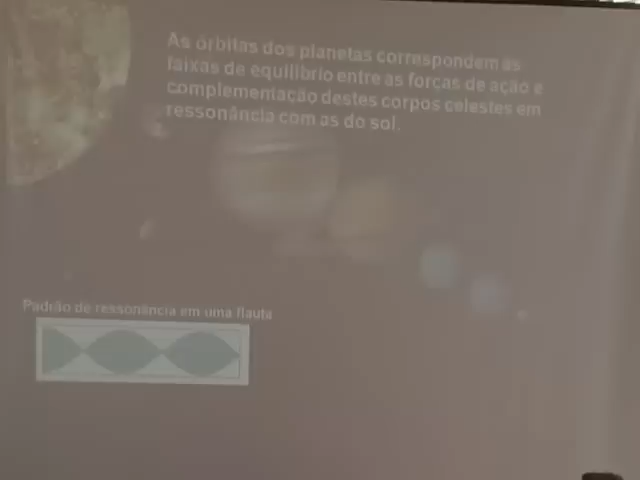 As órbitas dos planetas correspondem as
faixas de equilíbrio entre as forças de ação e
complementação destes corpos celestes em
ressonância com as do sol.
Padrão de ressonância em uma flauta